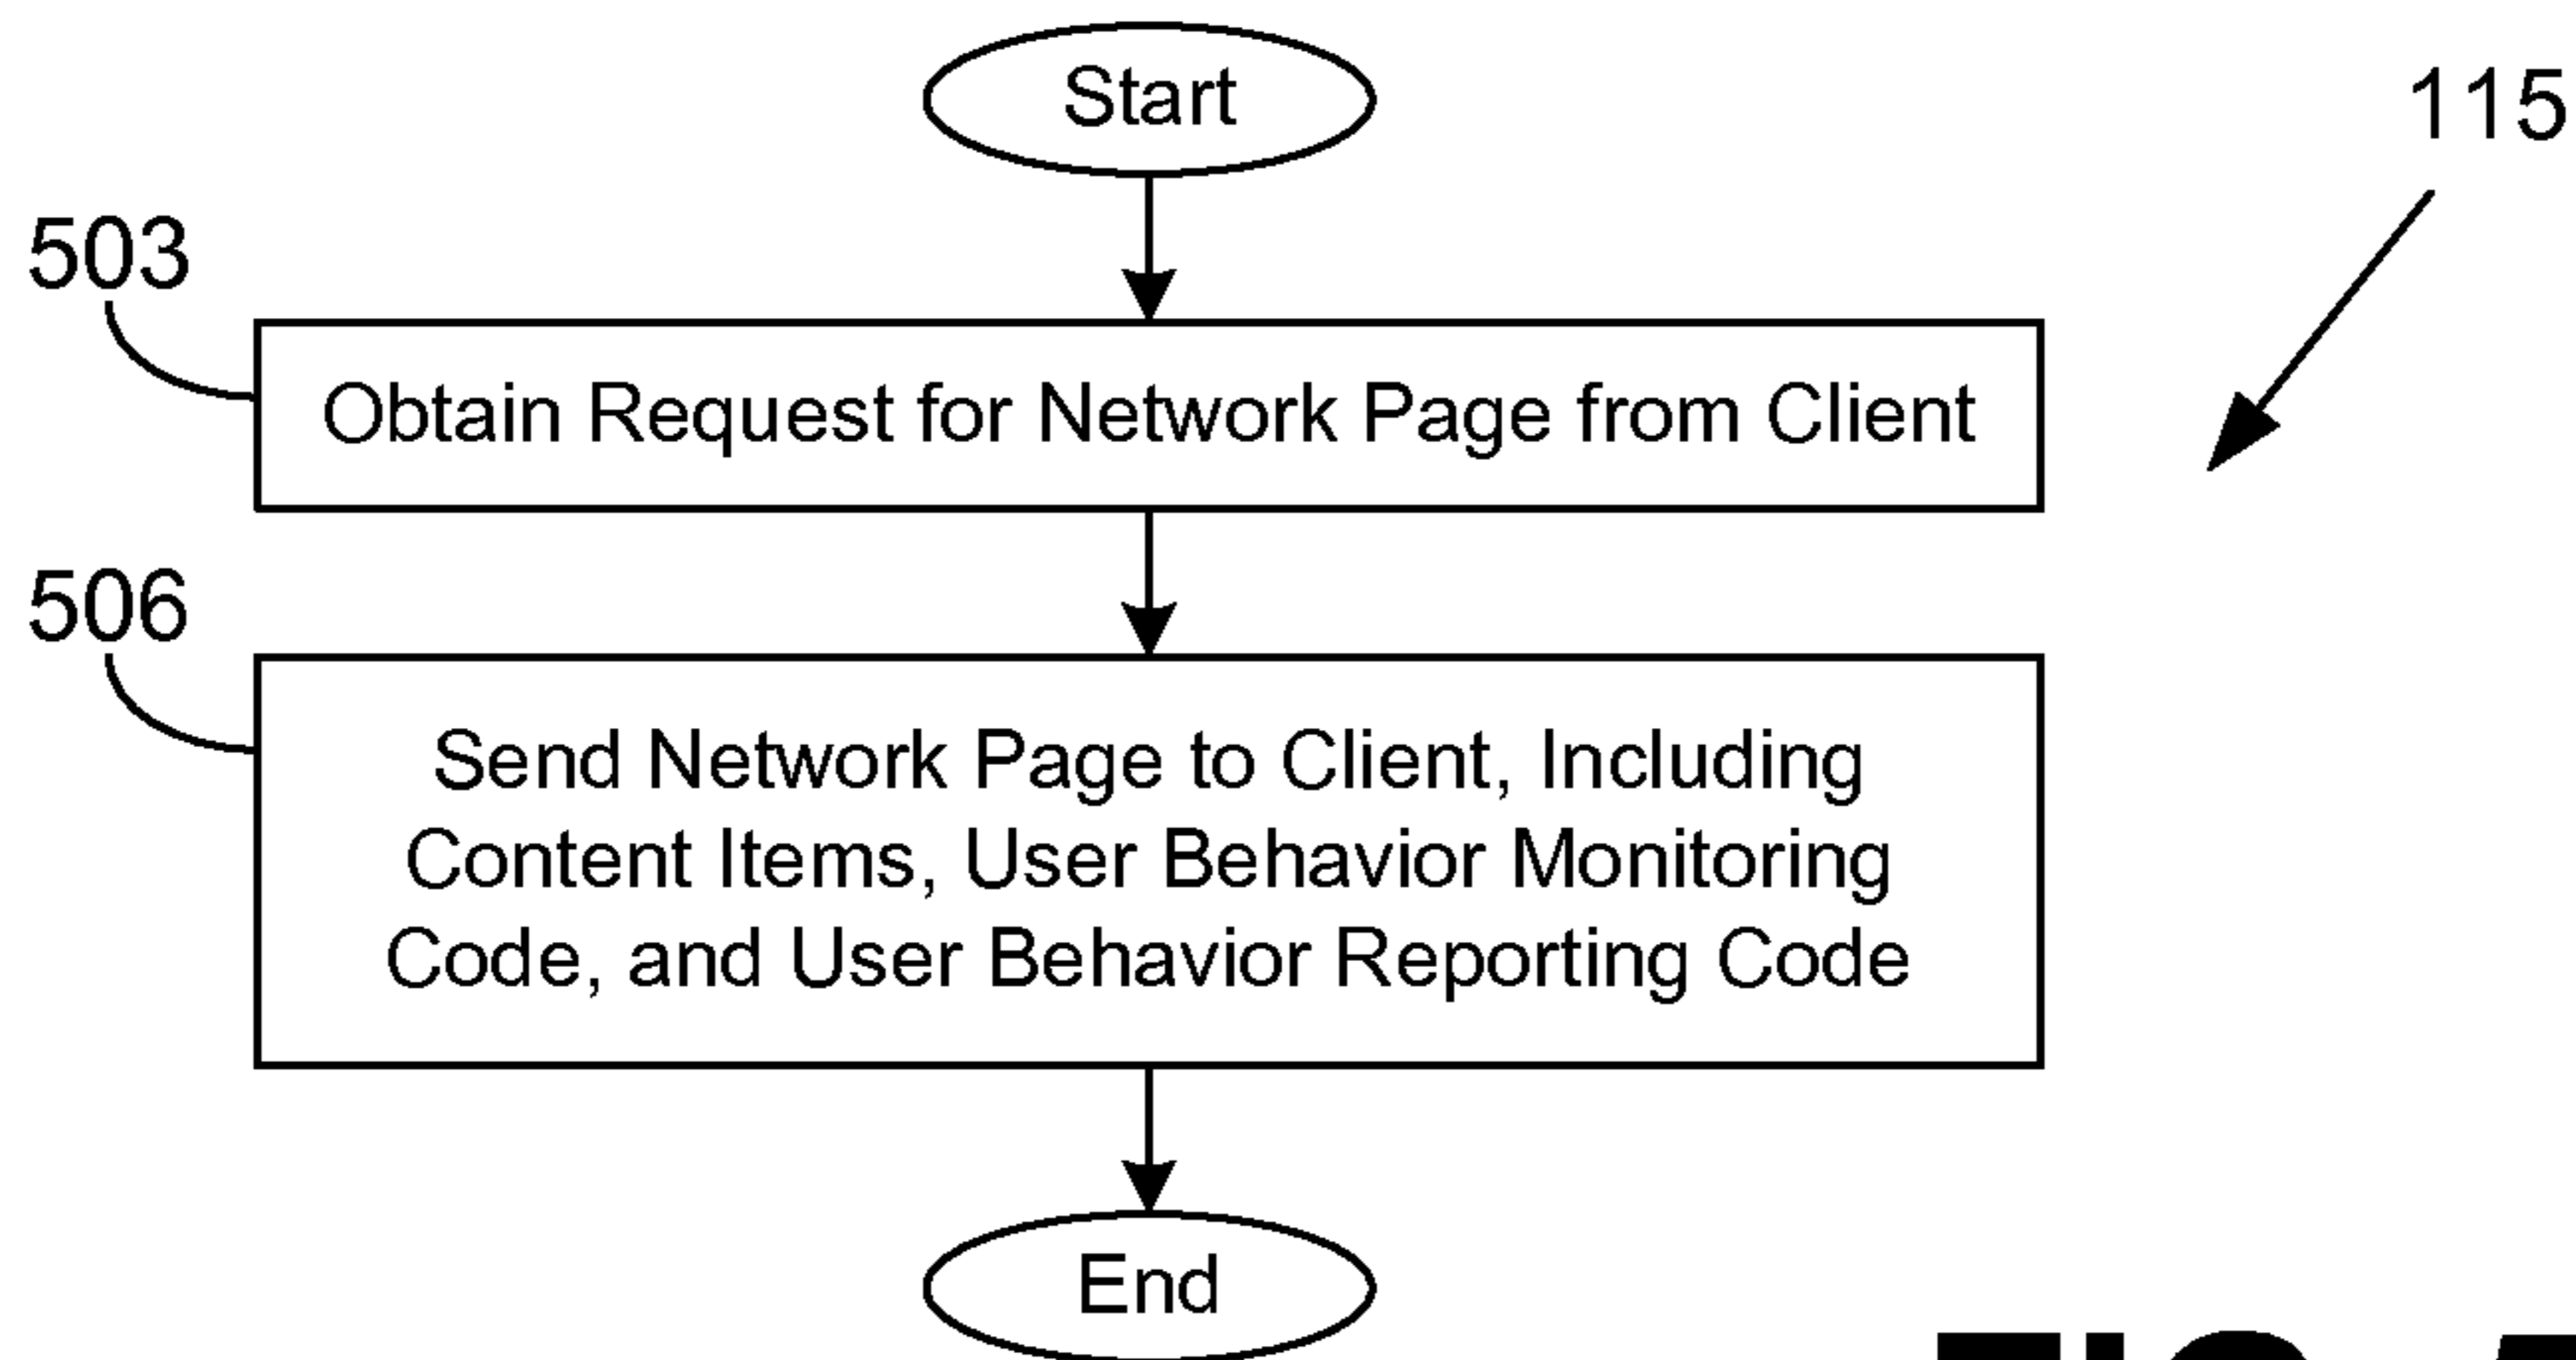 Start
115
503
Obtain Request for Network Page from Client
506
Send Network Page to Client, Including
Content Items, User Behavior Monitoring
Code, and User Behavior Reporting Code
End